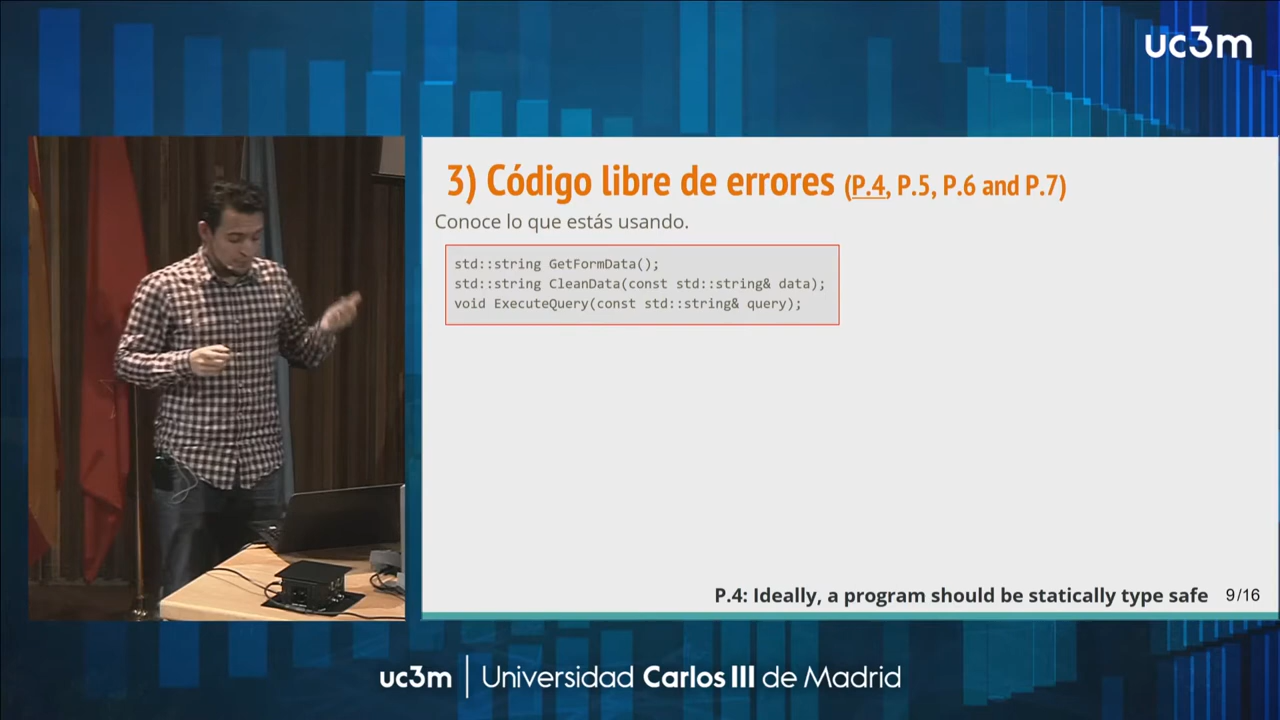 uc3m
3) Código libre de errores (P.4, P.5, P.6 and P.7)
Conoce lo que estás usando.
std::string GetFormData();
std::string CleanData(const std::string& data);
void ExecuteQuery(const std::string& query);
P.4: Ideally, a program should be statically type safe 9/16
uc3m | Universidad Carlos III de Madrid